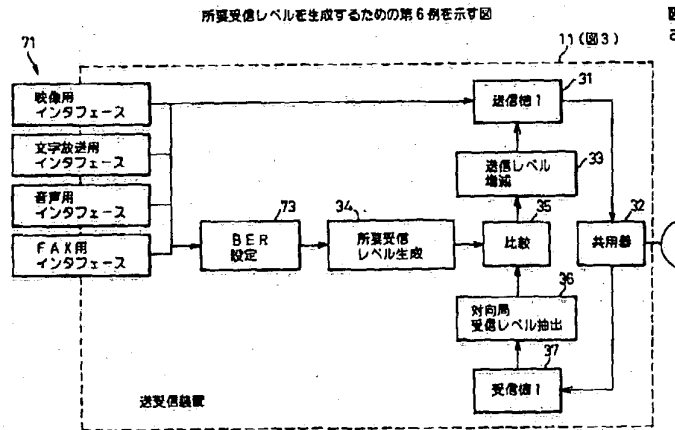 所要受信レベルを生成するための第6例を示す図
図
71
11(図3)
映像用
インタフェース
文字放送用
インタフェース
音声用
インタフェース
FAX用
インタフェース
73
BER
設定
34
所要受信
レベル生成
送信機1
31
送信レベル
増減
33
35
比較
32
共用器
36
対向局
受信レベル抽出
37
受信機1
送受信装置